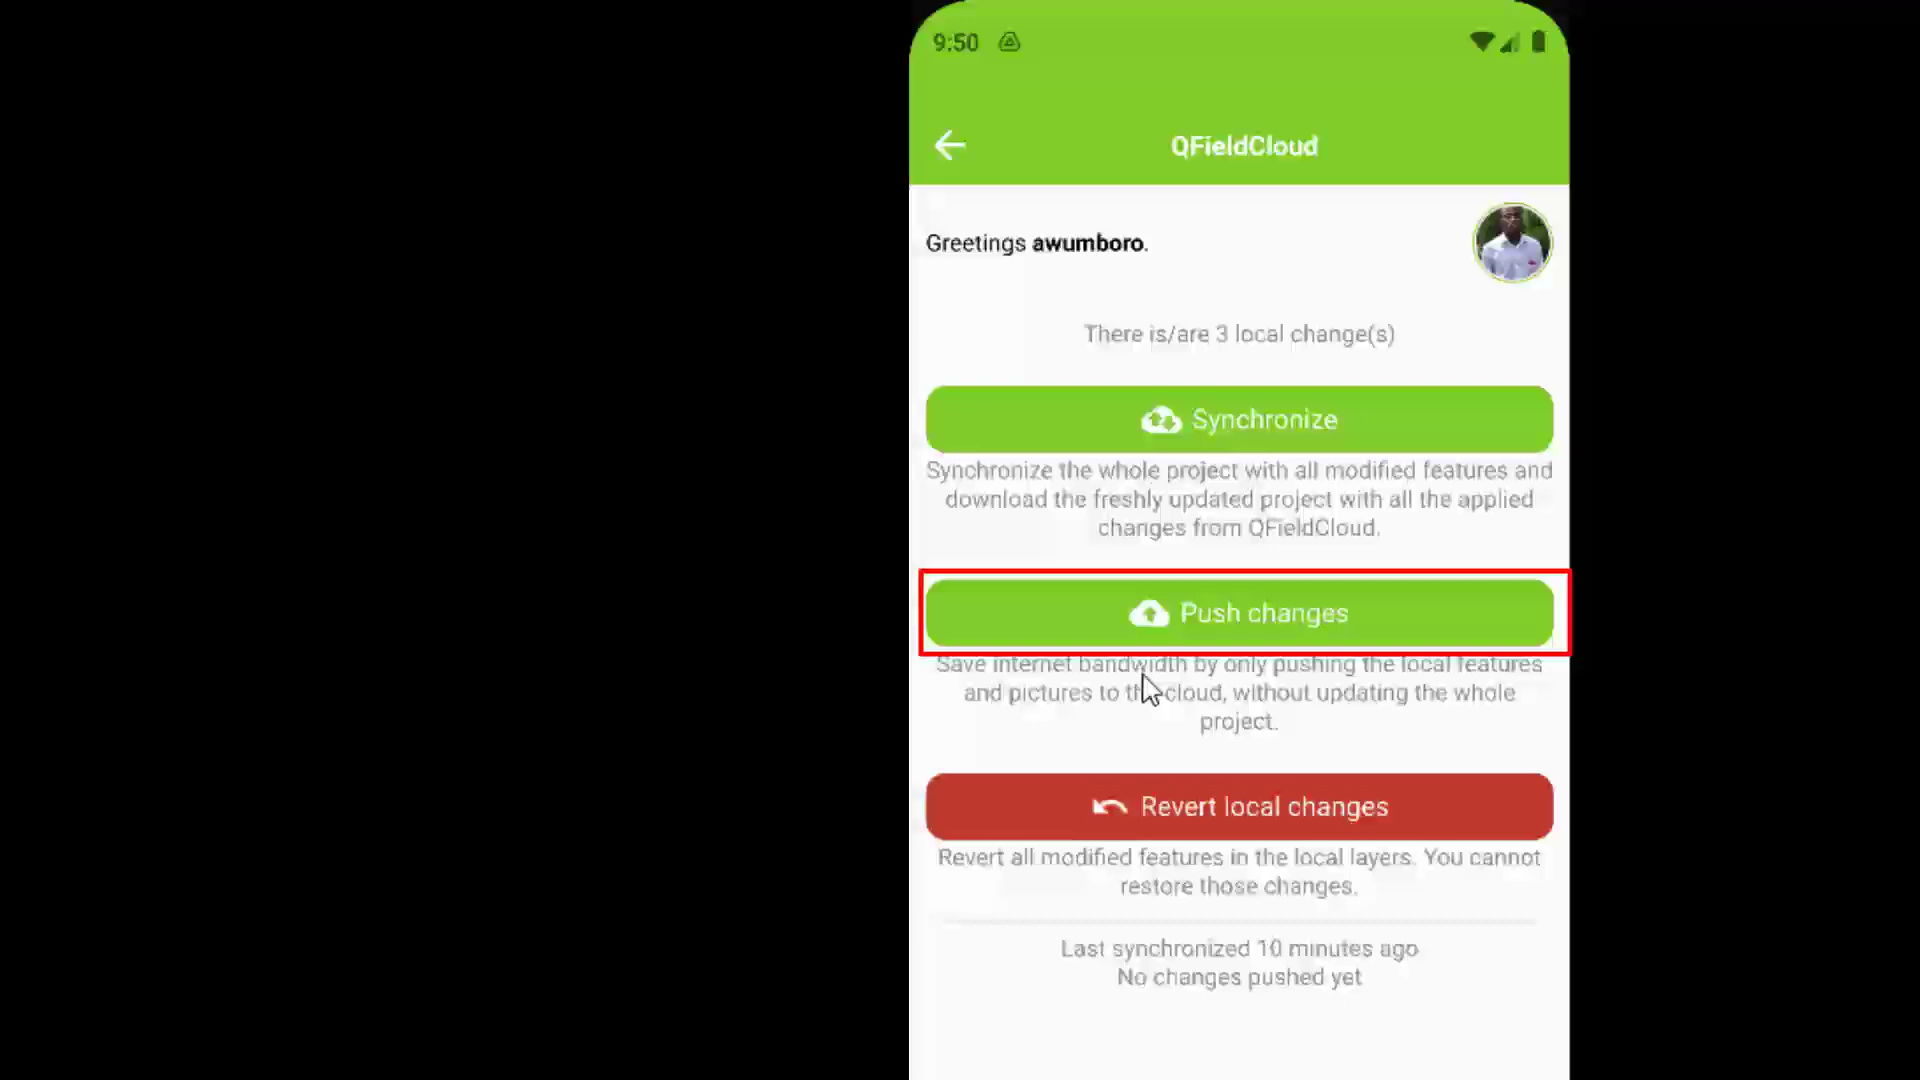 9:50
QFieldCloud
Greetings awumboro.
There is/are 3 local change(s)
Synchronize
Synchronize the whole project with all modified features and
download the freshly updated project with all the applied
changes from QFieldCloud.
Push changes
Save internet bandwidth by only pushing the local features
and pictures to the cloud, without updating the whole
project.
Revert local changes
Revert all modified features in the local layers. You cannot
restore those changes.
Last synchronized 10 minutes ago
No changes pushed yet